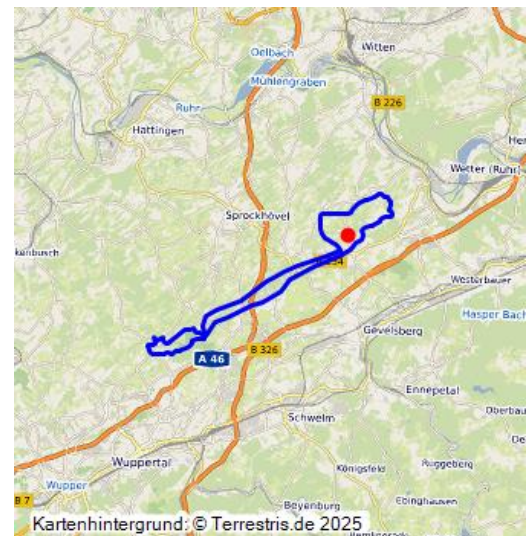 Oelbach
Witten
Mühlengraben
B 226
Ruhr
Hattingen
Wetter (Ruhr)
Sprockhövel
kenbusch
Westerbauer
Hasper Bach
Gevelsberg
A 46
B 326
Ennepetal
Oberbau
Schwelm
Wuppertal
Königsfeld
Ruggeberg
Wupper
B 7
Ebinghausen
Beyenburg
Kartenhintergrund: © Terrestris.de 2025